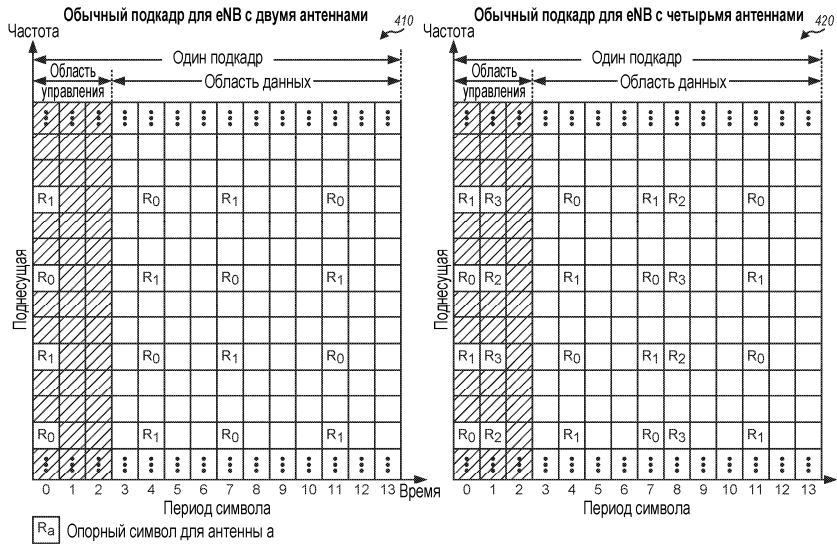 Обычный подкадр для eNB с двумя антеннами
410
Частота
Один подкадр
Область управления
Область данных
R1 R0 R1 R0
R0 R1 R0 R1
R1 R0 R1 R0
R0 R1 R0 R1
Поднесущая
0 1 2 3 4 5 6 7 8 9 10 11 12 13
Время
Период символа
Ra Опорный символ для антенны a
Обычный подкадр для eNB с четырьмя антеннами
420
Частота
Один подкадр
Область управления
Область данных
R1 R3 R0 R1 R2 R0
R0 R2 R1 R0 R3 R1
R1 R3 R0 R1 R2 R0
R0 R2 R1 R0 R3 R1
Поднесущая
0 1 2 3 4 5 6 7 8 9 10 11 12 13
Период символа